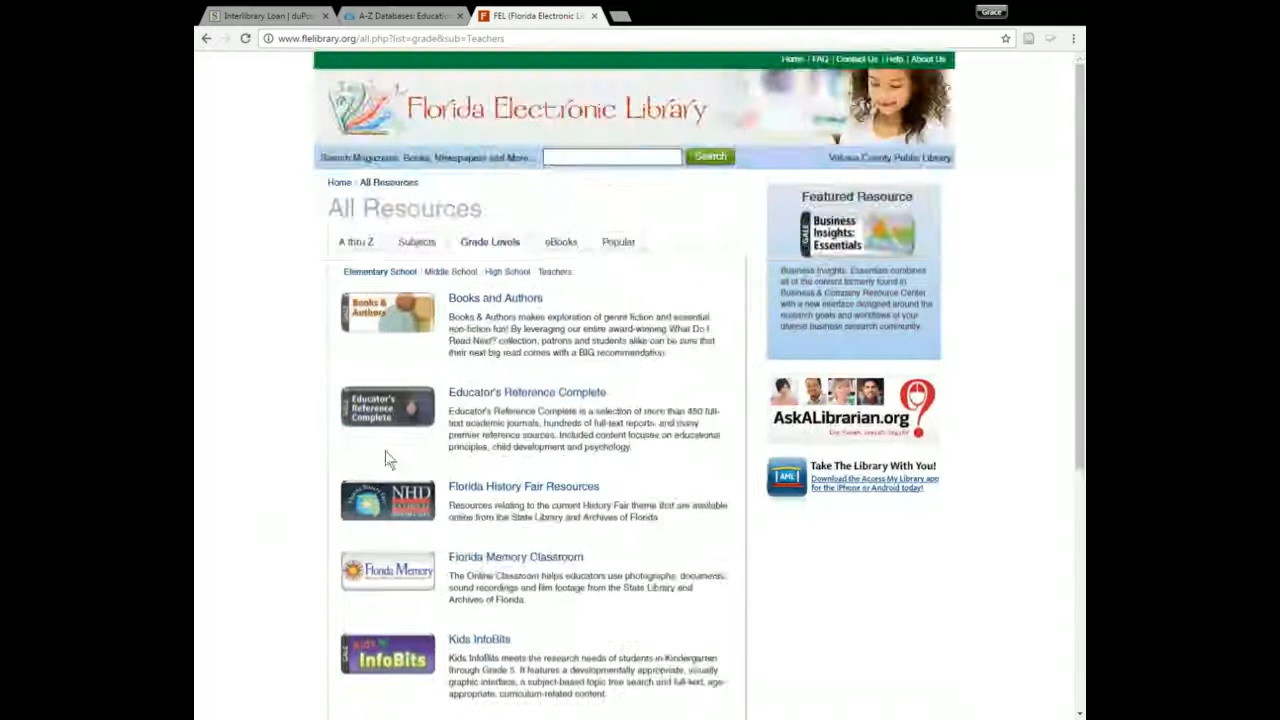 Interlibrary Loan | duPo
A-Z Databases: Educatio
FEL (Florida Electronic Li
Grace
www.flelibrary.org/all.php?list=grade&sub=Teachers
Home | FAQ | Contact Us | Help | About Us
Florida Electronic Library
Search Magazines, Books, Newspapers and More...
Search
Volusia County Public Library
Home All Resources
All Resources
A thru Z Subjects Grade Levels eBooks Popular
Elementary School Middle School High School Teachers
GALE Books & Authors
Books and Authors
Books & Authors makes exploration of genre fiction and essential
non-fiction fun! By leveraging our entire award-winning What Do I
Read Next? collection, patrons and students alike can be sure that
their next big read comes with a BIG recommendation.
Educator's Reference Complete
Educator's Reference Complete
Educator's Reference Complete is a selection of more than 450 full-
text academic journals, hundreds of full-text reports, and many
premier reference sources. Included content focuses on educational
principles, child development and psychology.
NHD
Florida History Fair Resources
Resources relating to the current History Fair theme that are available
online from the State Library and Archives of Florida.
Florida Memory
Florida Memory Classroom
The Online Classroom helps educators use photographs, documents,
sound recordings and film footage from the State Library and
Archives of Florida.
GALE kids InfoBits
Kids InfoBits
Kids InfoBits meets the research needs of students in Kindergarten
through Grade 5. It features a developmentally appropriate, visually
graphic interface, a subject-based topic tree search and full-text, age-
appropriate, curriculum-related content.
Featured Resource
GALE Business Insights: Essentials
Business Insights: Essentials combines
all of the content formerly found in
Business & Company Resource Center
with a new interface designed around the
research goals and workflows of your
diverse business research community.
AskALibrarian.org
Take The Library With You!
AML
Download the Access My Library app
for the iPhone or Android today!